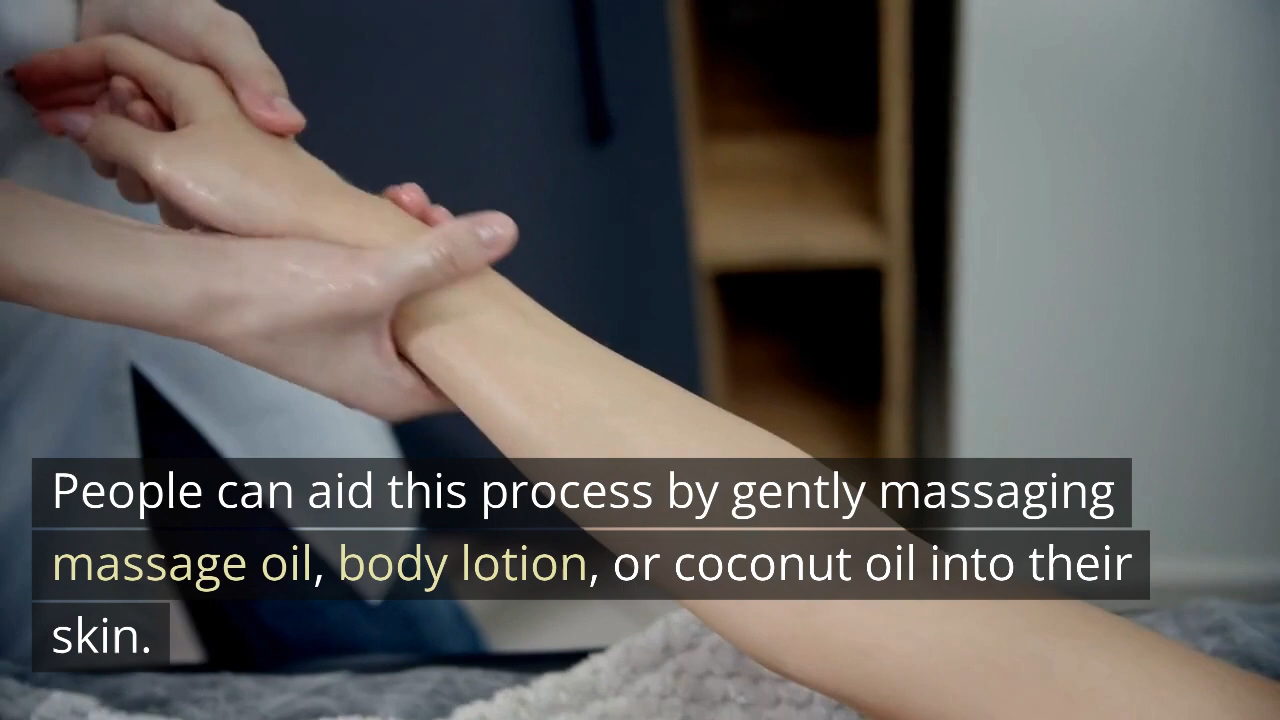 People can aid this process by gently massaging
massage oil, body lotion, or coconut oil into their
skin.